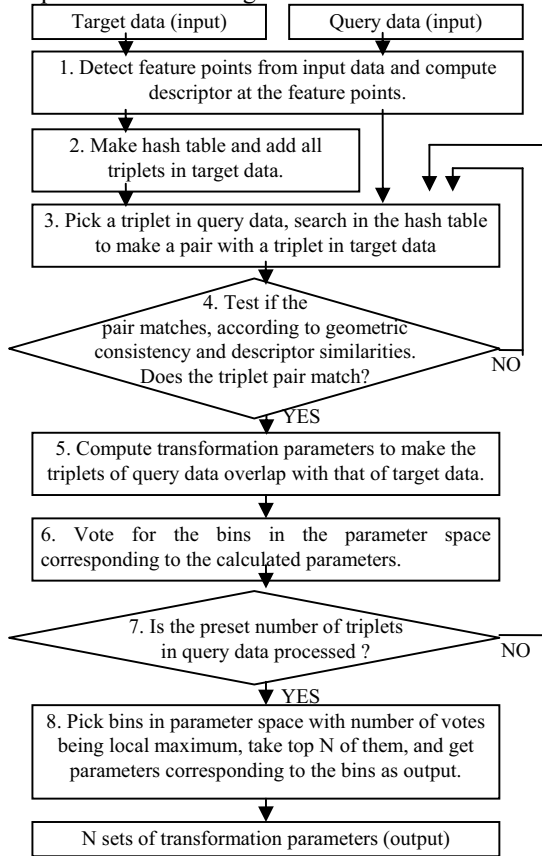 Target data (input)
Query data (input)
1. Detect feature points from input data and compute
descriptor at the feature points.
2. Make hash table and add all
triplets in target data.
3. Pick a triplet in query data, search in the hash table
to make a pair with a triplet in target data
4. Test if the
pair matches, according to geometric
consistency and descriptor similarities.
Does the triplet pair match?
NO
YES
5. Compute transformation parameters to make the
triplets of query data overlap with that of target data.
6. Vote for the bins in the parameter space
corresponding to the calculated parameters.
7. Is the preset number of triplets
in query data processed ?
NO
YES
8. Pick bins in parameter space with number of votes
being local maximum, take top N of them, and get
parameters corresponding to the bins as output.
N sets of transformation parameters (output)